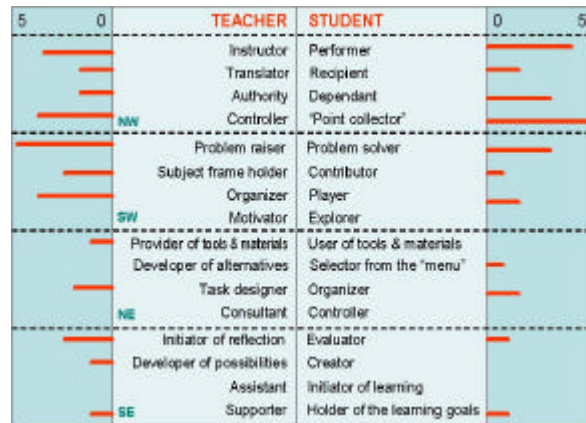 5 0 TEACHER STUDENT 0 5
Instructor Performer
Translator Recipient
Authority Dependant
NW Controller "Point collector"
Problem raiser Problem solver
Subject frame holder Contributor
Organizer Player
SW Motivator Explorer
Provider of tools & materials User of tools & materials
Developer of alternatives Selector from the "menu"
Task designer Organizer
NE Consultant Controller
Initiator of reflection Evaluator
Developer of possibilities Creator
Assistant Initiator of learning
SE Supporter Holder of the learning goals